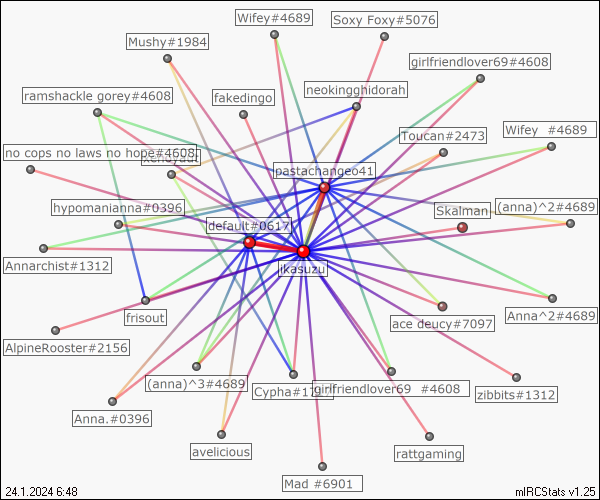 Wifey#4689
Soxy Foxy#5076
Mushy#1984
girlfriendlover69#4608
ramshackle gorey#4608
fakedingo
neokingghidorah
Toucan#2473
Wifey #4689
no cops no laws no hope#4608
pastachangeo41
hypomanianna#0396
Skalman
(anna)^2#4689
default#0617
Annarchist#1312
ikasuzu
frisout
ace deucy#7097
Anna^2#4689
AlpineRooster#2156
(anna)^3#4689
Cypha#1
girlfriendlover69 #4608
zibbits#1312
Anna.#0396
avelicious
rattgaming
Mad #6901
24.1.2024 6:48
mIRCStats v1.25